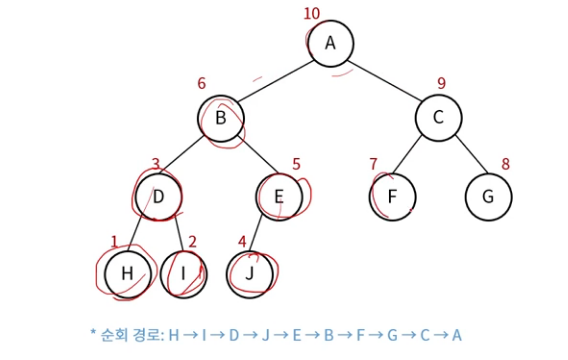 10
A
6
9
B
C
3
5
7
8
D
E
F
G
1
2
4
H
I
J
* 순회 경로: H → I → D → J → E → B → F → G → C → A